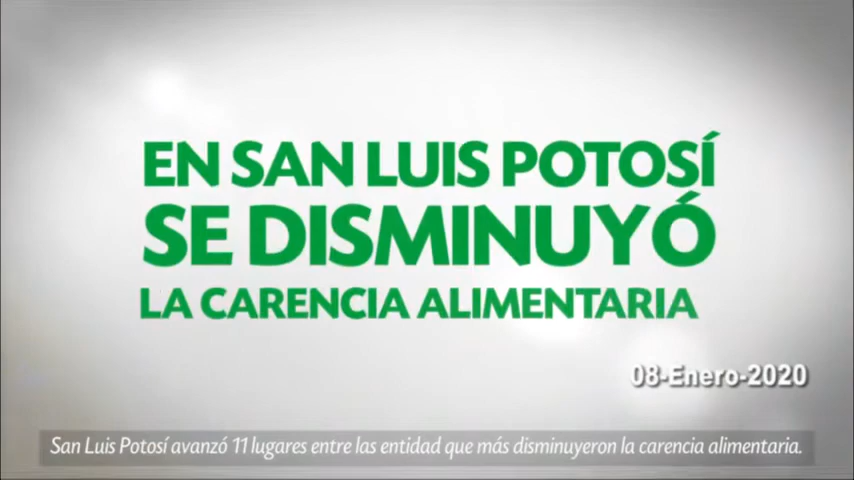 EN SAN LUIS POTOSÍ
SE DISMINUYÓ
LA CARENCIA ALIMENTARIA
08-Enero-2020
San Luis Potosí avanzó 11 lugares entre las entidad que más disminuyeron la carencia alimentaria.